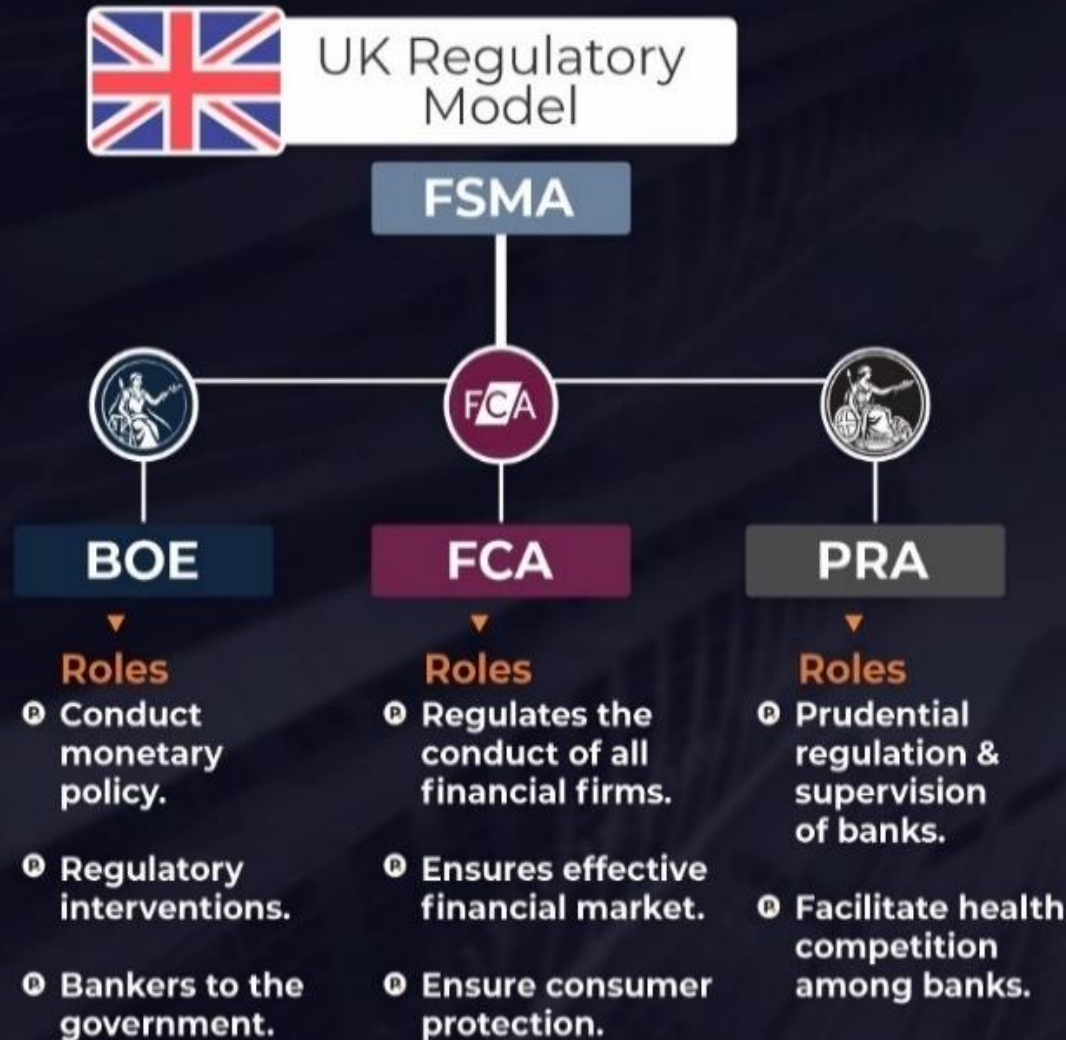 UK Regulatory
Model
FSMA
FCA
BOE
FCA
PRA
Roles
Conduct
monetary
policy.
Regulatory
interventions.
Bankers to the
government.
Roles
Regulates the
conduct of all
financial firms.
Ensures effective
financial market.
Ensure consumer
protection.
Roles
Prudential
regulation &
supervision
of banks.
Facilitate health
competition
among banks.